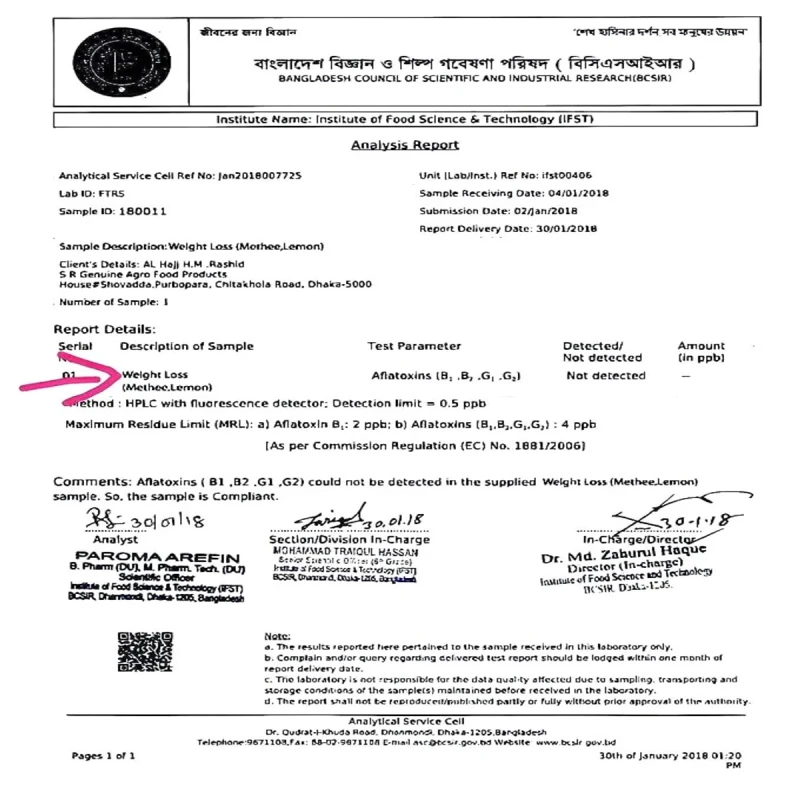 জীবনের জন্য বিজ্ঞান
"শেখ হাসিনার দর্শন সব মানুষের উন্নয়ন"
বাংলাদেশ বিজ্ঞান ও শিল্প গবেষণা পরিষদ ( বিসিএসআইআর )
BANGLADESH COUNCIL OF SCIENTIFIC AND INDUSTRIAL RESEARCH(BCSIR)
Institute Name: Institute of Food Science & Technology (IFST)
Analysis Report
Analytical Service Cell Ref No: Jan2018007725
Unit (Lab/Inst.) Ref No: ifst00406
Lab ID: FTRS
Sample Receiving Date: 04/01/2018
Sample ID: 180011
Submission Date: 02/Jan/2018
Report Delivery Date: 30/01/2018
Sample Description:Weight Loss (Methee,Lemon)
Client's Details: AL Hajj H.M .Rashid
S R Genuine Agro Food Products
House#Shovadda,Purbopara, Chitakhola Road, Dhaka-5000
Number of Sample: 1
Report Details:
Serial Description of Sample Test Parameter Detected/ Amount
Not detected (in ppb)
01 Weight Loss Aflatoxins (B₁ ,B₂ ,G₁ ,G₂) Not detected —
(Methee,Lemon)
Method : HPLC with fluorescence detector; Detection limit = 0.5 ppb
Maximum Residue Limit (MRL): a) Aflatoxin B₁: 2 ppb; b) Aflatoxins (B₁,B₂,G₁,G₂) : 4 ppb
[As per Commission Regulation (EC) No. 1881/2006]
Comments: Aflatoxins ( B1 ,B2 ,G1 ,G2) could not be detected in the supplied Weight Loss (Methee,Lemon)
sample. So, the sample is Compliant.
30/01/18
30.01.18
30-1-18
Analyst
PAROMA AREFIN
B. Pharm (DU), M. Pharm. Tech. (DU)
Scientific Officer
Institute of Food Science & Technology (IFST)
BCSIR, Dhanmondi, Dhaka-1205, Bangladesh
Section/Division In-Charge
MOHAMMAD TRAIQUL HASSAN
Senior Scientific Officer (6th Grade)
Institute of Food Science & Technology (IFST)
BCSIR, Dhanmondi, Dhaka-1205, Bangladesh
In-Charge/Director
Dr. Md. Zahurul Haque
Director (In-charge)
Institute of Food Science and Technology
BCSIR, Dhaka-1205.
Note:
a. The results reported here pertained to the sample received in this laboratory only.
b. Complain and/or query regarding delivered test report should be lodged within one month of
report delivery date.
c. The laboratory is not responsible for the data quality affected due to sampling, transporting and
storage conditions of the sample(s) maintained before received in the laboratory.
d. The report shall not be reproduced/published partly or fully without prior approval of the authority.
Analytical Service Cell
Dr. Qudrat-i-Khuda Road, Dhanmondi, Dhaka-1205,Bangladesh
Telephone:9671108,Fax: 88-02-9671108 E-mail asc@bcsir.gov.bd Website www.bcsir.gov.bd
Pages 1 of 1
30th of January 2018 01:20
PM